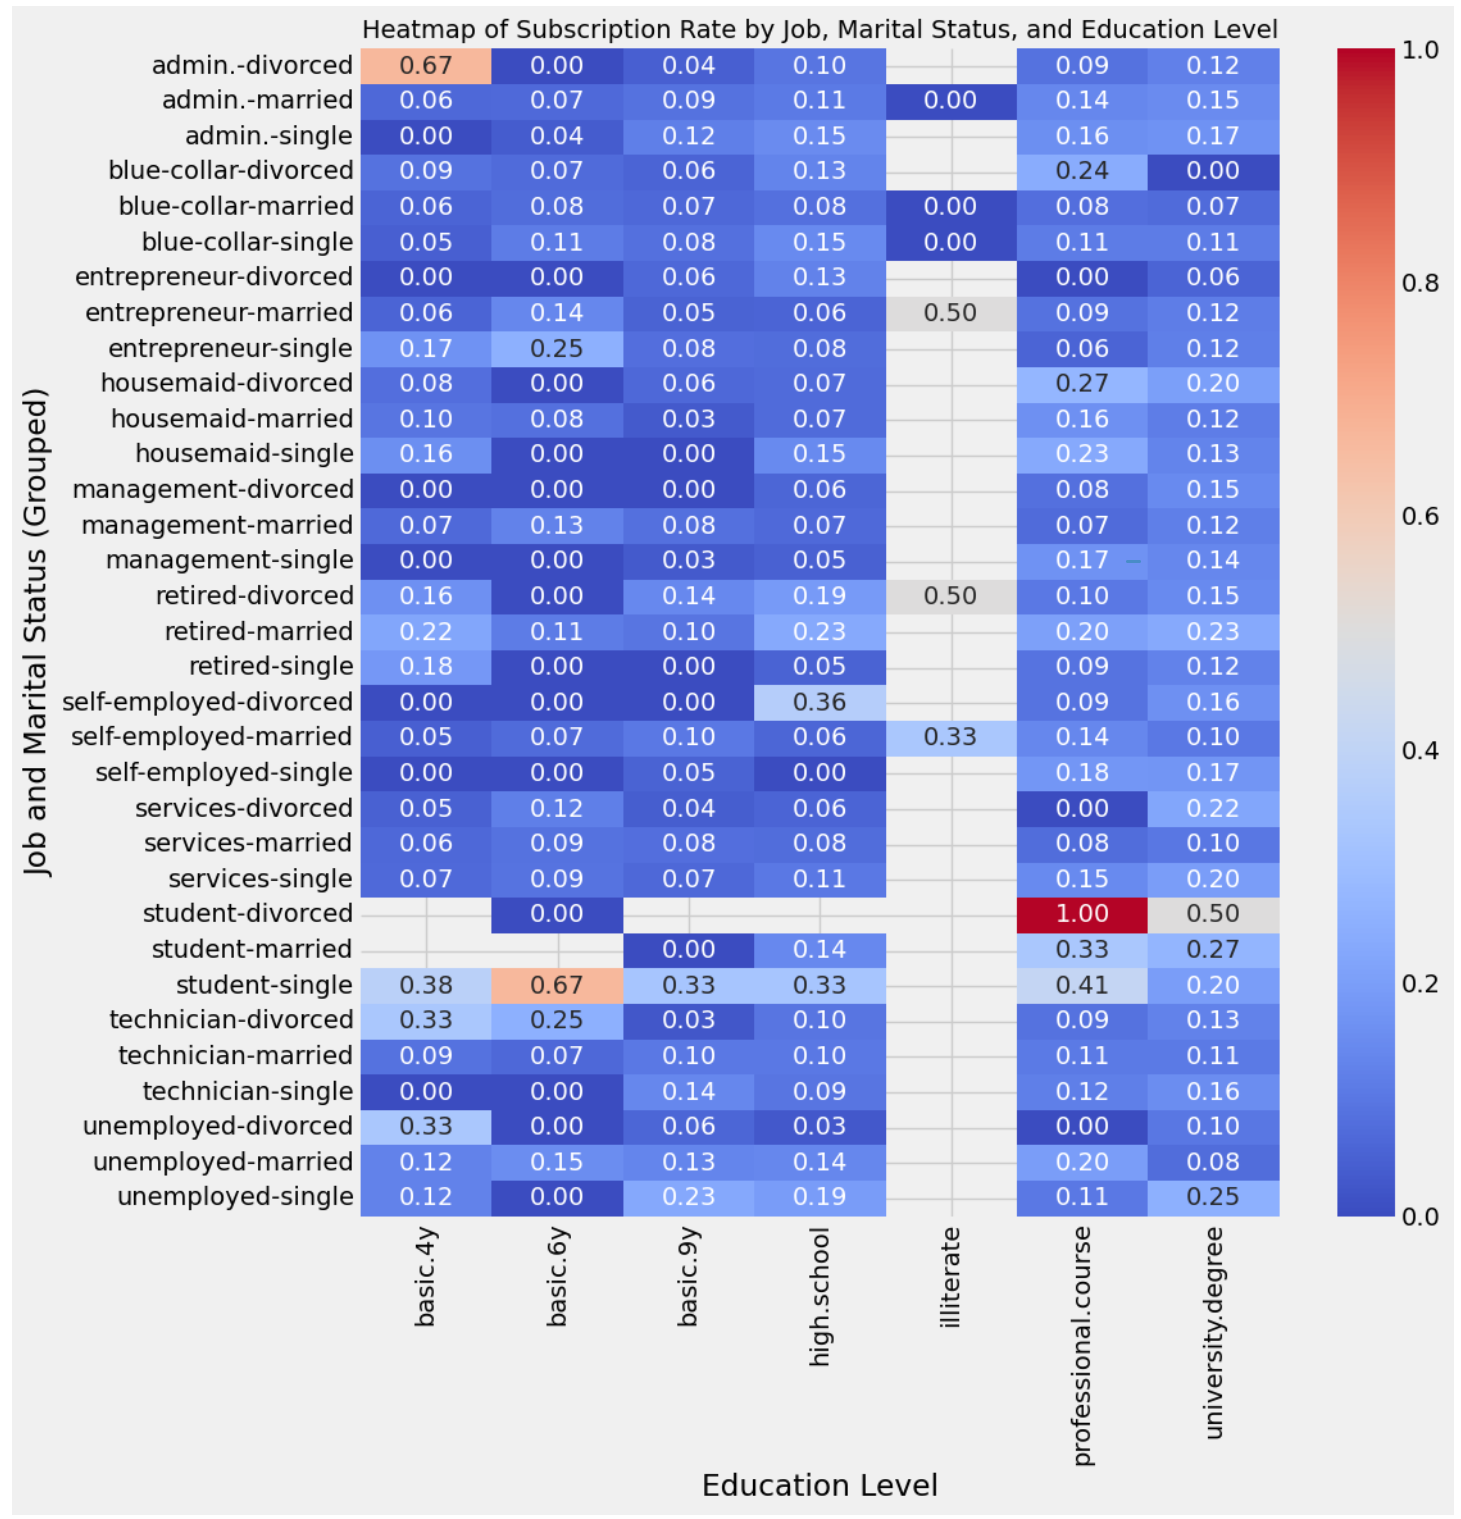 Heatmap of Subscription Rate by Job, Marital Status, and Education Level
admin.-divorced 0.67 0.00 0.04 0.10 0.09 0.12
admin.-married 0.06 0.07 0.09 0.11 0.00 0.14 0.15
admin.-single 0.00 0.04 0.12 0.15 0.16 0.17
blue-collar-divorced 0.09 0.07 0.06 0.13 0.24 0.00
blue-collar-married 0.06 0.08 0.07 0.08 0.00 0.08 0.07
blue-collar-single 0.05 0.11 0.08 0.15 0.00 0.11 0.11
entrepreneur-divorced 0.00 0.00 0.06 0.13 0.00 0.06
entrepreneur-married 0.06 0.14 0.05 0.06 0.50 0.09 0.12
entrepreneur-single 0.17 0.25 0.08 0.08 0.06 0.12
housemaid-divorced 0.08 0.00 0.06 0.07 0.27 0.20
housemaid-married 0.10 0.08 0.03 0.07 0.16 0.12
housemaid-single 0.16 0.00 0.00 0.15 0.23 0.13
management-divorced 0.00 0.00 0.00 0.06 0.08 0.15
management-married 0.07 0.13 0.08 0.07 0.07 0.12
management-single 0.00 0.00 0.03 0.05 0.17 0.14
retired-divorced 0.16 0.00 0.14 0.19 0.50 0.10 0.15
retired-married 0.22 0.11 0.10 0.23 0.20 0.23
retired-single 0.18 0.00 0.00 0.05 0.09 0.12
self-employed-divorced 0.00 0.00 0.00 0.36 0.09 0.16
self-employed-married 0.05 0.07 0.10 0.06 0.33 0.14 0.10
self-employed-single 0.00 0.00 0.05 0.00 0.18 0.17
services-divorced 0.05 0.12 0.04 0.06 0.00 0.22
services-married 0.06 0.09 0.08 0.08 0.08 0.10
services-single 0.07 0.09 0.07 0.11 0.15 0.20
student-divorced 0.00 1.00 0.50
student-married 0.00 0.14 0.33 0.27
student-single 0.38 0.67 0.33 0.33 0.41 0.20
technician-divorced 0.33 0.25 0.03 0.10 0.09 0.13
technician-married 0.09 0.07 0.10 0.10 0.11 0.11
technician-single 0.00 0.00 0.14 0.09 0.12 0.16
unemployed-divorced 0.33 0.00 0.06 0.03 0.00 0.10
unemployed-married 0.12 0.15 0.13 0.14 0.20 0.08
unemployed-single 0.12 0.00 0.23 0.19 0.11 0.25
Job and Marital Status (Grouped)
basic.4y
basic.6y
basic.9y
high.school
illiterate
professional.course
university.degree
Education Level
1.0
0.8
0.6
0.4
0.2
0.0